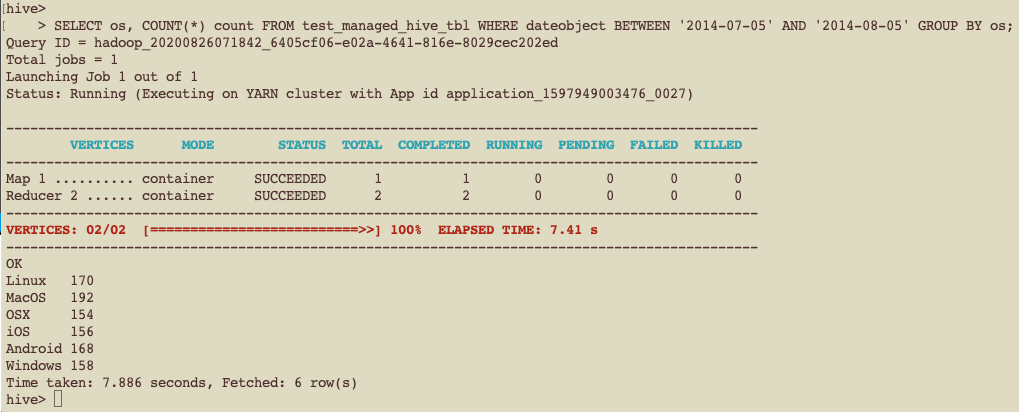 [hive>
[    > SELECT os, COUNT(*) count FROM test_managed_hive_tbl WHERE dateobject BETWEEN '2014-07-05' AND '2014-08-05' GROUP BY os;
Query ID = hadoop_20200826071842_6405cf06-e02a-4641-816e-8029cec202ed
Total jobs = 1
Launching Job 1 out of 1
Status: Running (Executing on YARN cluster with App id application_1597949003476_0027)
----------------------------------------------------------------------------------------------
        VERTICES      MODE        STATUS  TOTAL  COMPLETED  RUNNING  PENDING  FAILED  KILLED
----------------------------------------------------------------------------------------------
Map 1 .......... container     SUCCEEDED      1          1        0        0       0       0
Reducer 2 ...... container     SUCCEEDED      2          2        0        0       0       0
----------------------------------------------------------------------------------------------
VERTICES: 02/02  [==========================>>] 100%  ELAPSED TIME: 7.41 s
----------------------------------------------------------------------------------------------
OK
Linux   170
MacOS   192
OSX     154
iOS     156
Android 168
Windows 158
Time taken: 7.886 seconds, Fetched: 6 row(s)
hive>